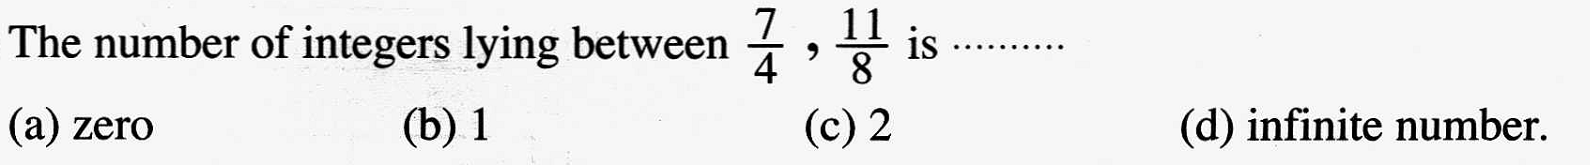 The number of integers lying between 7/4 , 11/8 is ..........
(a) zero (b) 1 (c) 2 (d) infinite number.